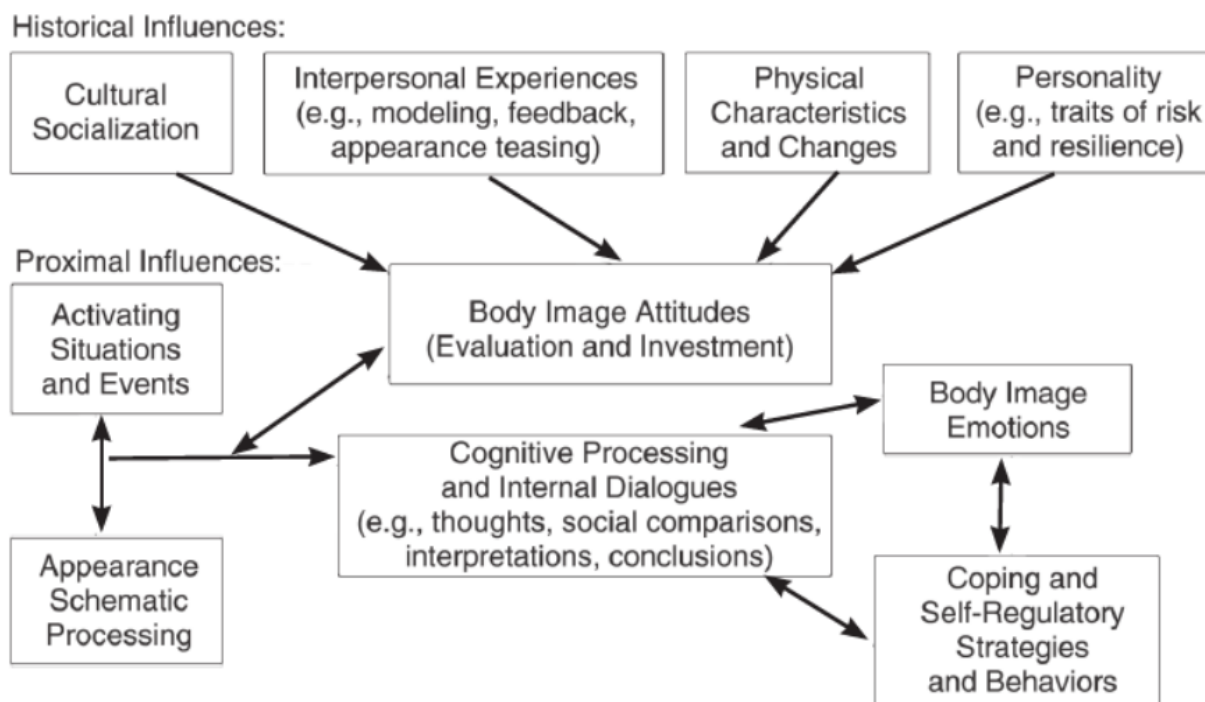 Historical Influences:
Cultural
Socialization
Interpersonal Experiences
(e.g., modeling, feedback,
appearance teasing)
Physical
Characteristics
and Changes
Personality
(e.g., traits of risk
and resilience)
Proximal Influences:
Activating
Situations
and Events
Body Image Attitudes
(Evaluation and Investment)
Body Image
Emotions
Cognitive Processing
and Internal Dialogues
(e.g., thoughts, social comparisons,
interpretations, conclusions)
Appearance
Schematic
Processing
Coping and
Self-Regulatory
Strategies
and Behaviors